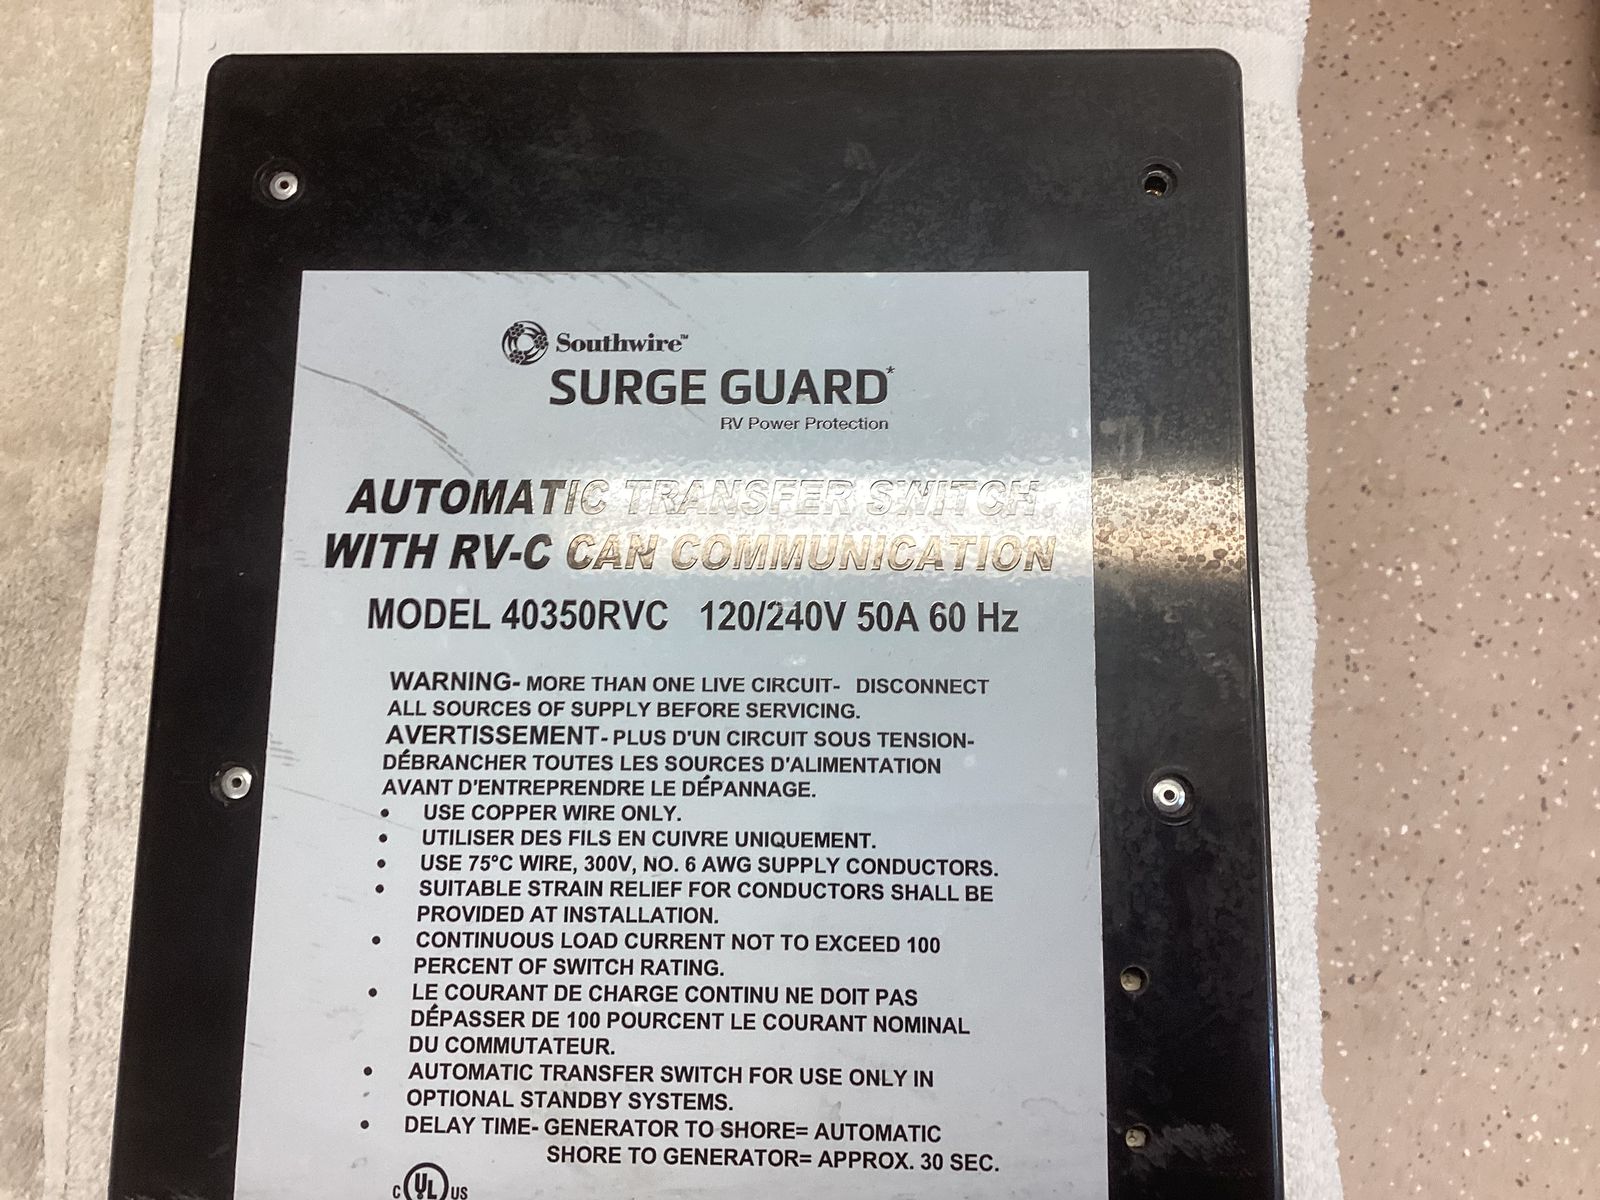 Southwire™
SURGE GUARD*
RV Power Protection
AUTOMATIC TRANSFER SWITCH
WITH RV-C CAN COMMUNICATION
MODEL 40350RVC 120/240V 50A 60 Hz
WARNING- MORE THAN ONE LIVE CIRCUIT- DISCONNECT
ALL SOURCES OF SUPPLY BEFORE SERVICING.
AVERTISSEMENT- PLUS D'UN CIRCUIT SOUS TENSION-
DÉBRANCHER TOUTES LES SOURCES D'ALIMENTATION
AVANT D'ENTREPRENDRE LE DÉPANNAGE.
• USE COPPER WIRE ONLY.
• UTILISER DES FILS EN CUIVRE UNIQUEMENT.
• USE 75°C WIRE, 300V, NO. 6 AWG SUPPLY CONDUCTORS.
• SUITABLE STRAIN RELIEF FOR CONDUCTORS SHALL BE
PROVIDED AT INSTALLATION.
• CONTINUOUS LOAD CURRENT NOT TO EXCEED 100
PERCENT OF SWITCH RATING.
• LE COURANT DE CHARGE CONTINU NE DOIT PAS
DÉPASSER DE 100 POURCENT LE COURANT NOMINAL
DU COMMUTATEUR.
• AUTOMATIC TRANSFER SWITCH FOR USE ONLY IN
OPTIONAL STANDBY SYSTEMS.
• DELAY TIME- GENERATOR TO SHORE= AUTOMATIC
SHORE TO GENERATOR= APPROX. 30 SEC.
C UL US